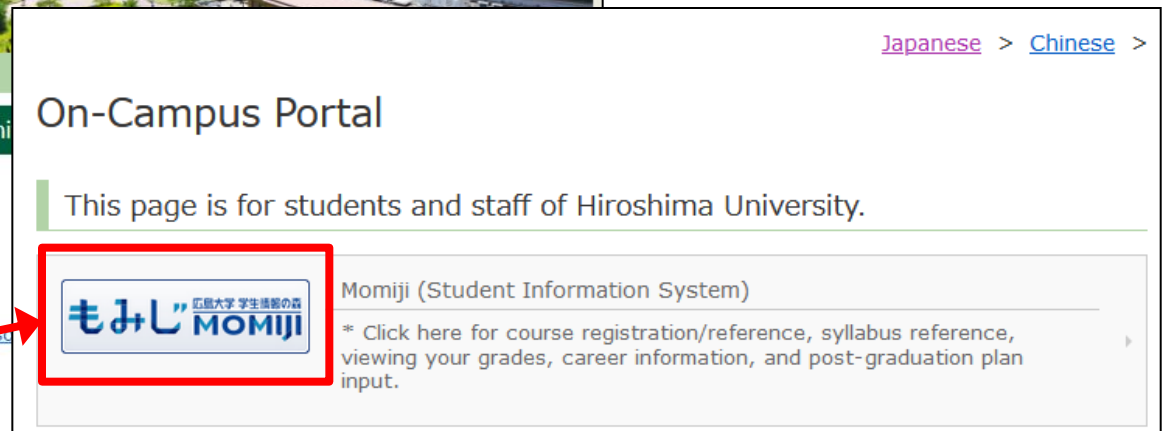 Japanese > Chinese >
On-Campus Portal
This page is for students and staff of Hiroshima University.
もみじ 広島大学 学生情報の森 MOMIJI
Momiji (Student Information System)
* Click here for course registration/reference, syllabus reference,
viewing your grades, career information, and post-graduation plan
input.